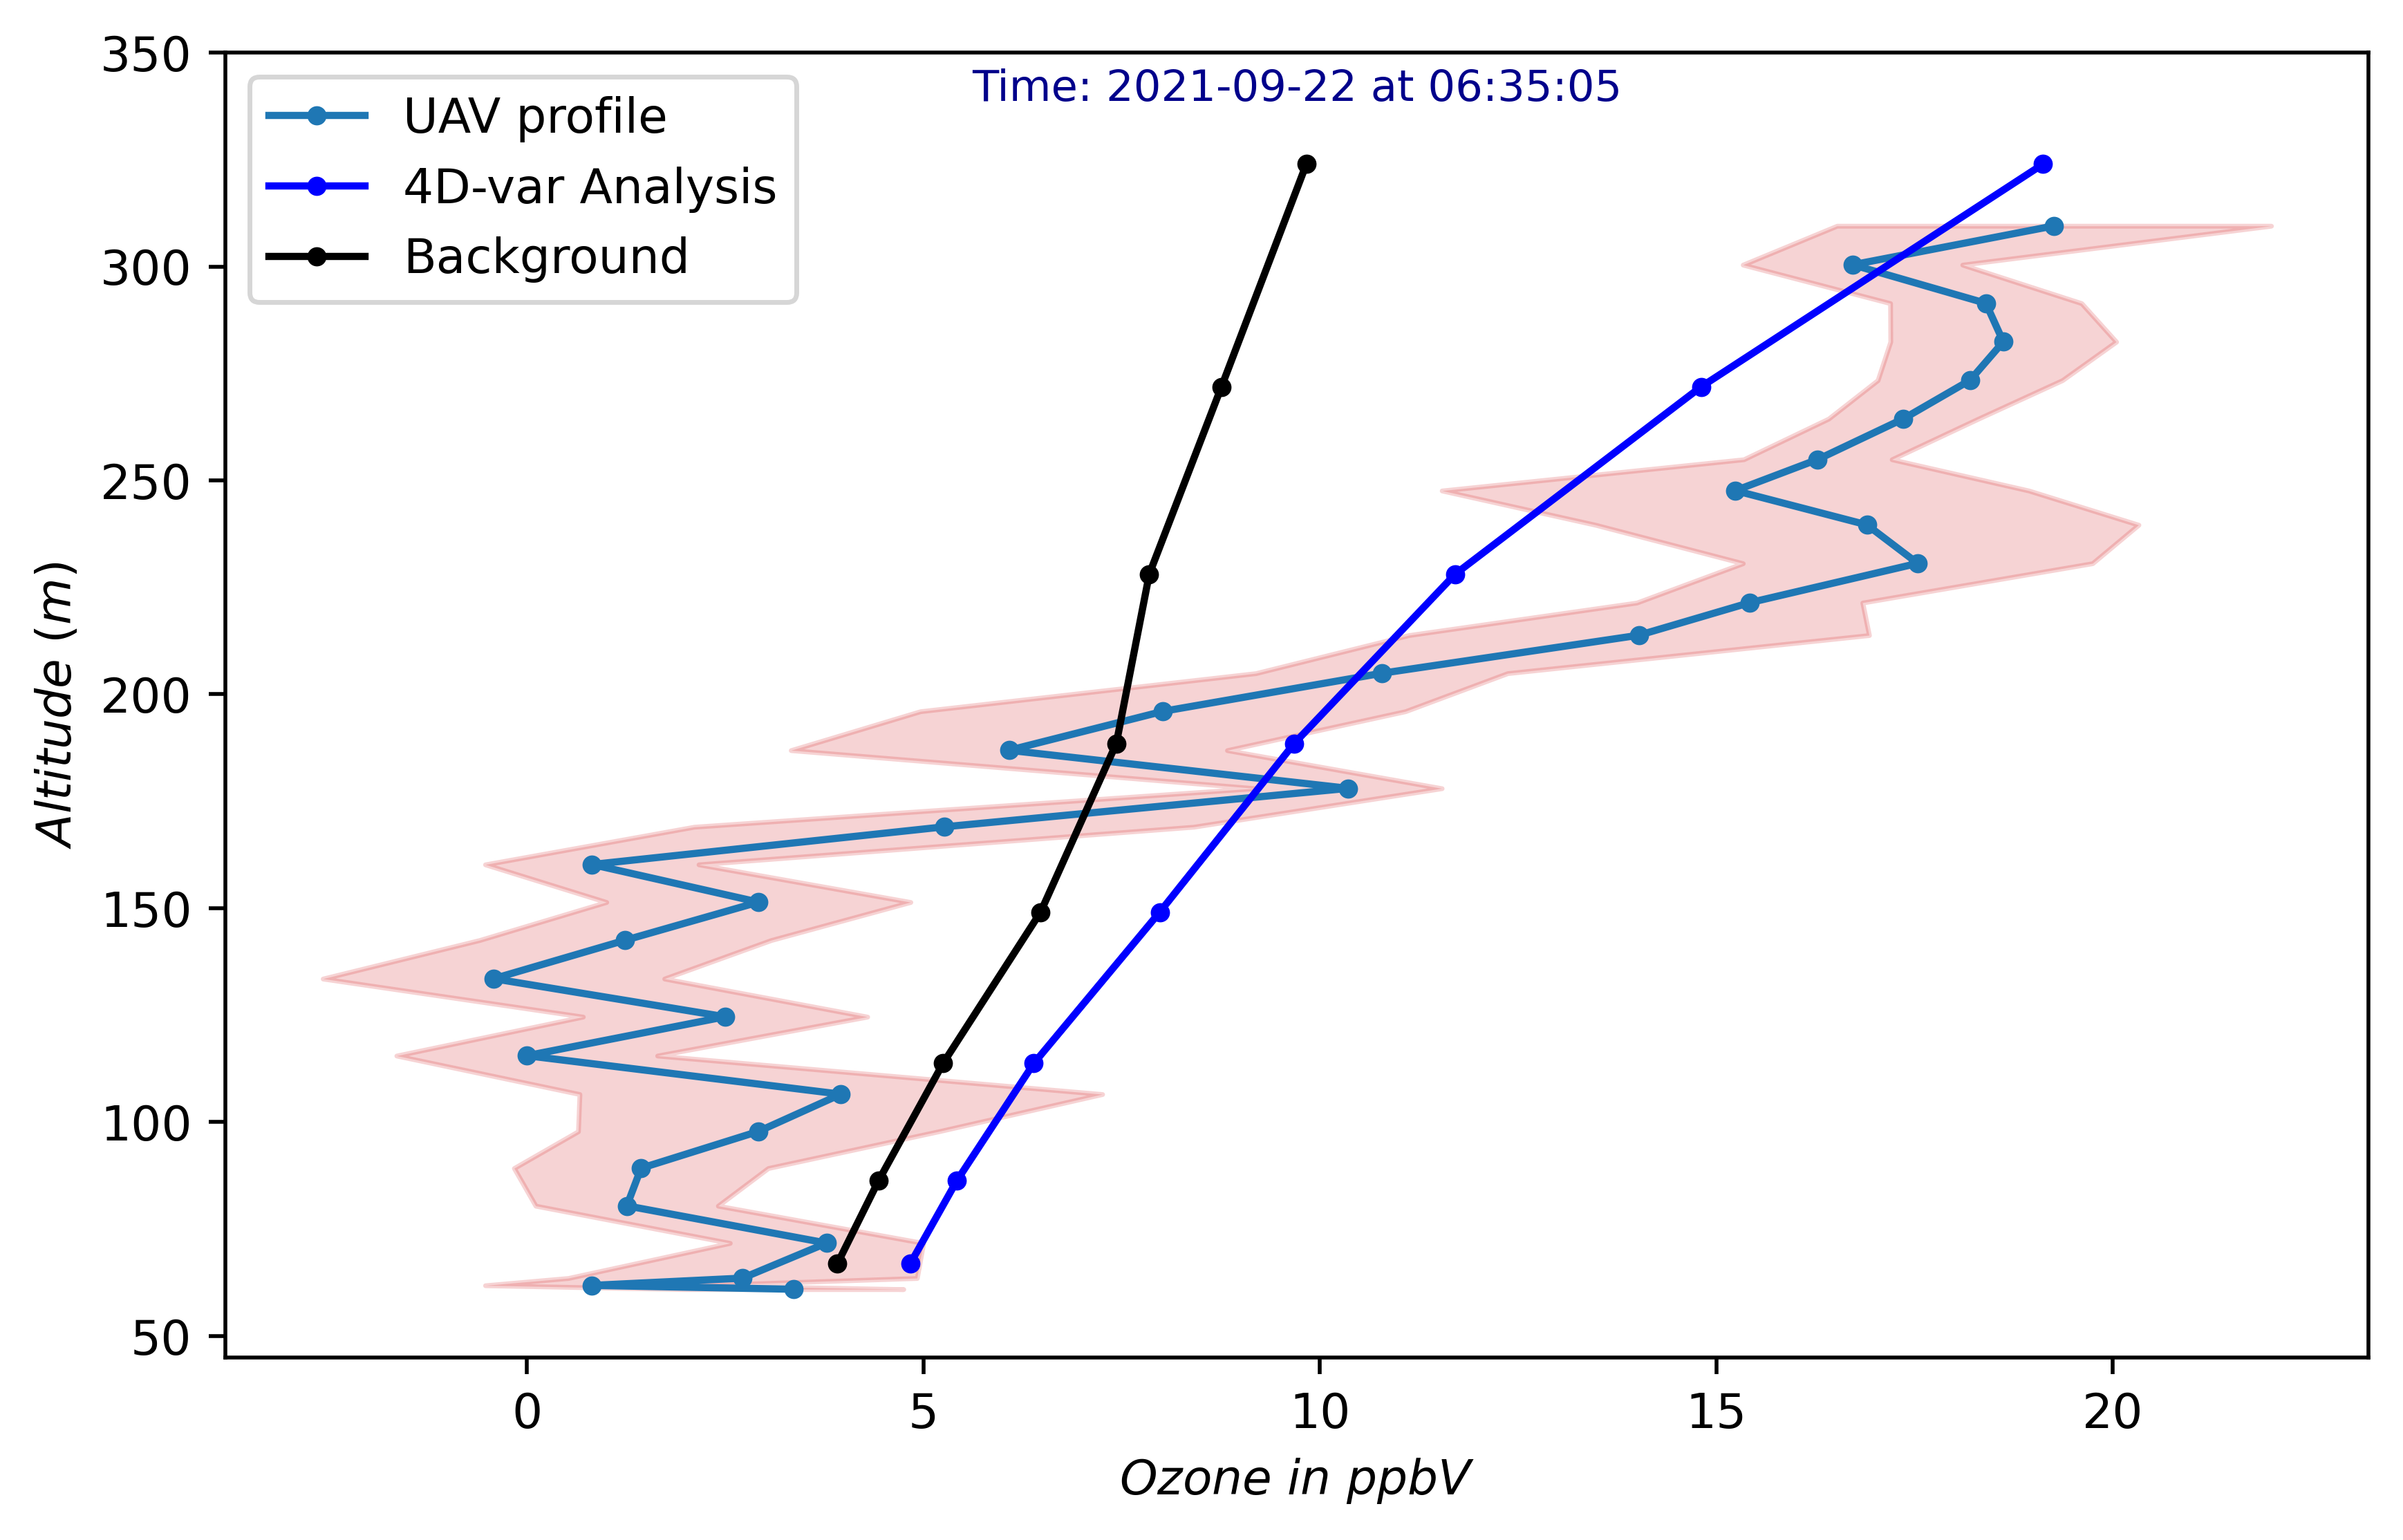 Time: 2021-09-22 at 06:35:05
UAV profile
4D-var Analysis
Background
350
300
250
200
150
100
50
Altitude (m)
0 5 10 15 20
Ozone in ppbV